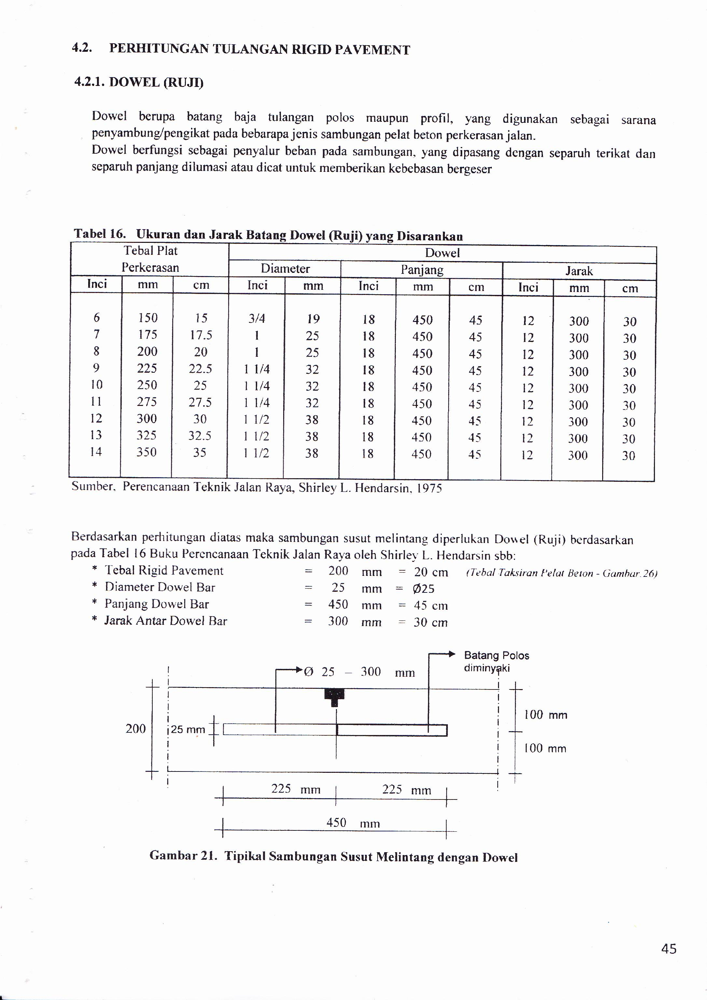 4.2. PERHITUNGAN TULANGAN RIGID PAVEMENT
4.2.1. DOWEL (RUJI)
Dowel berupa batang baja tulangan polos maupun profil, yang digunakan sebagai sarana
penyambung/pengikat pada bebarapa jenis sambungan pelat beton perkerasan jalan.
Dowel berfungsi sebagai penyalur beban pada sambungan, yang dipasang dengan separuh terikat dan
separuh panjang dilumasi atau dicat untuk memberikan kebebasan bergeser
Tabel 16. Ukuran dan Jarak Batang Dowel (Ruji) yang Disarankan
Tebal Plat Dowel
Perkerasan Diameter Panjang Jarak
Inci mm cm Inci mm Inci mm cm Inci mm cm
6 150 15 3/4 19 18 450 45 12 300 30
7 175 17.5 1 25 18 450 45 12 300 30
8 200 20 1 25 18 450 45 12 300 30
9 225 22.5 1 1/4 32 18 450 45 12 300 30
10 250 25 1 1/4 32 18 450 45 12 300 30
11 275 27.5 1 1/4 32 18 450 45 12 300 30
12 300 30 1 1/2 38 18 450 45 12 300 30
13 325 32.5 1 1/2 38 18 450 45 12 300 30
14 350 35 1 1/2 38 18 450 45 12 300 30
Sumber. Perencanaan Teknik Jalan Raya, Shirley L. Hendarsin, 1975
Berdasarkan perhitungan diatas maka sambungan susut melintang diperlukan Dowel (Ruji) berdasarkan
pada Tabel 16 Buku Perencanaan Teknik Jalan Raya oleh Shirley L. Hendarsin sbb:
* Tebal Rigid Pavement = 200 mm = 20 cm (Tebal Taksiran Pelat Beton - Gambar. 26)
* Diameter Dowel Bar = 25 mm = Ø25
* Panjang Dowel Bar = 450 mm = 45 cm
* Jarak Antar Dowel Bar = 300 mm = 30 cm
Batang Polos
diminyaki
Ø 25 – 300 mm
100 mm
200
25 mm
100 mm
225 mm 225 mm
450 mm
Gambar 21. Tipikal Sambungan Susut Melintang dengan Dowel
45